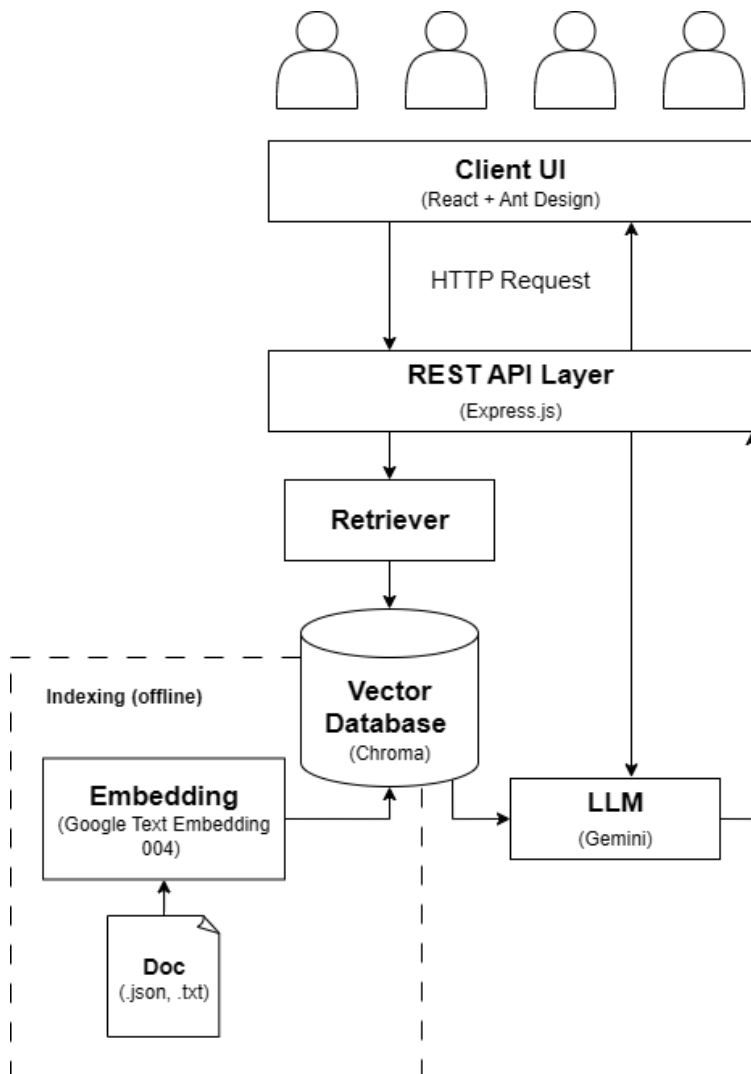 Client UI
(React + Ant Design)
HTTP Request
REST API Layer
(Express.js)
Retriever
Vector
Database
(Chroma)
Indexing (offline)
Embedding
(Google Text Embedding
004)
LLM
(Gemini)
Doc
(.json, .txt)